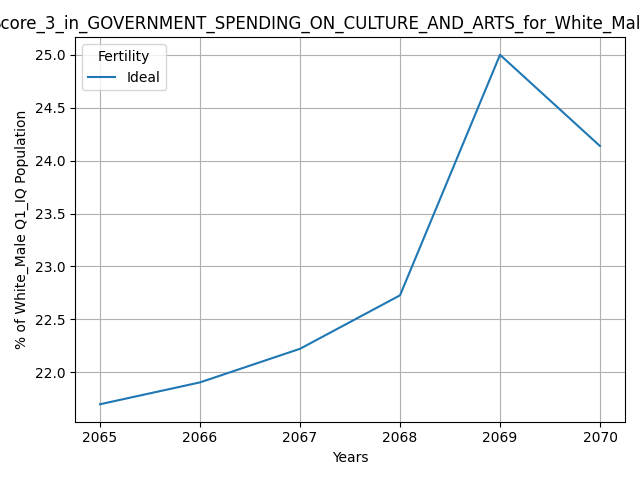 core_3_in_GOVERNMENT_SPENDING_ON_CULTURE_AND_ARTS_for_White_Mal
Fertility
Ideal
25.0
24.5
24.0
23.5
23.0
22.5
22.0
% of White_Male Q1_IQ Population
2065 2066 2067 2068 2069 2070
Years